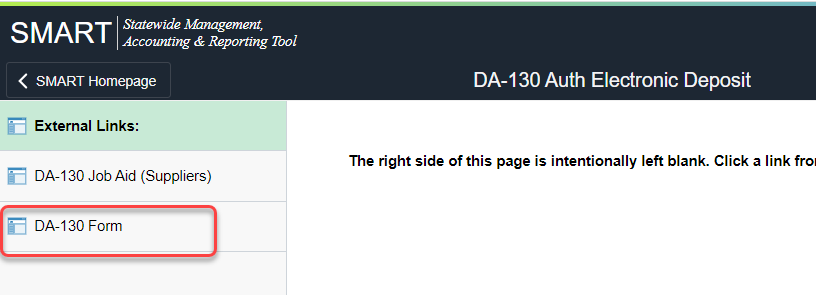 SMART
Statewide Management,
Accounting & Reporting Tool
SMART Homepage
DA-130 Auth Electronic Deposit
External Links:
DA-130 Job Aid (Suppliers)
DA-130 Form
The right side of this page is intentionally left blank. Click a link